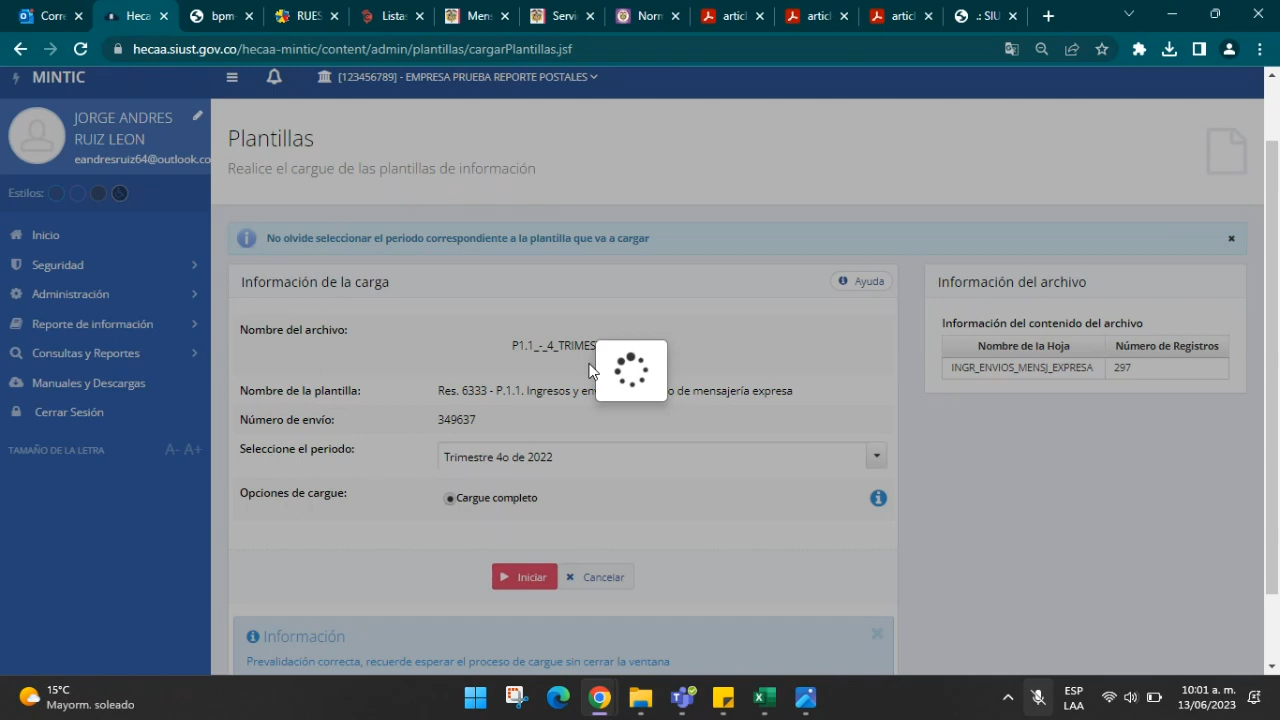 Corre
Heca
bpm
RUES
Listas
Mens
Servi
Norm
articl
articl
articl
.: SIU
hecaa.siust.gov.co/hecaa-mintic/content/admin/plantillas/cargarPlantillas.jsf
MINTIC
[123456789] - EMPRESA PRUEBA REPORTE POSTALES
JORGE ANDRES
RUIZ LEON
eandresruiz64@outlook.co
Estilos:
Inicio
Seguridad
Administración
Reporte de información
Consultas y Reportes
Manuales y Descargas
Cerrar Sesión
TAMAÑO DE LA LETRA A- A+
Plantillas
Realice el cargue de las plantillas de información
No olvide seleccionar el periodo correspondiente a la plantilla que va a cargar
Información de la carga
Ayuda
Nombre del archivo:
P1.1_-_4_TRIMES
Nombre de la plantilla: Res. 6333 - P.1.1. Ingresos y en o de mensajería expresa
Número de envío: 349637
Seleccione el periodo: Trimestre 4o de 2022
Opciones de cargue: Cargue completo
Iniciar
Cancelar
Información
Prevalidación correcta, recuerde esperar el proceso de cargue sin cerrar la ventana
Información del archivo
Información del contenido del archivo
Nombre de la Hoja Número de Registros
INGR_ENVIOS_MENSJ_EXPRESA 297
15°C
Mayorm. soleado
ESP
LAA
10:01 a. m.
13/06/2023